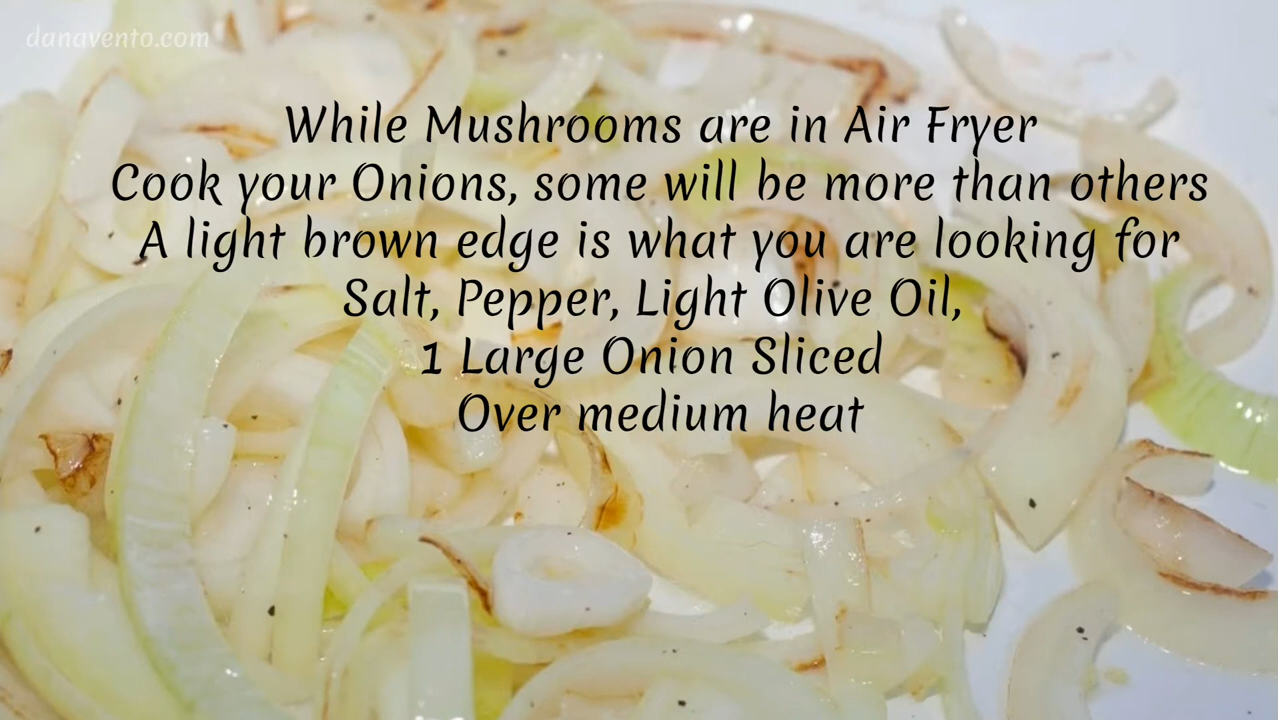 danavento.com
While Mushrooms are in Air Fryer
Cook your Onions, some will be more than others
A light brown edge is what you are looking for
Salt, Pepper, Light Olive Oil,
1 Large Onion Sliced
Over medium heat